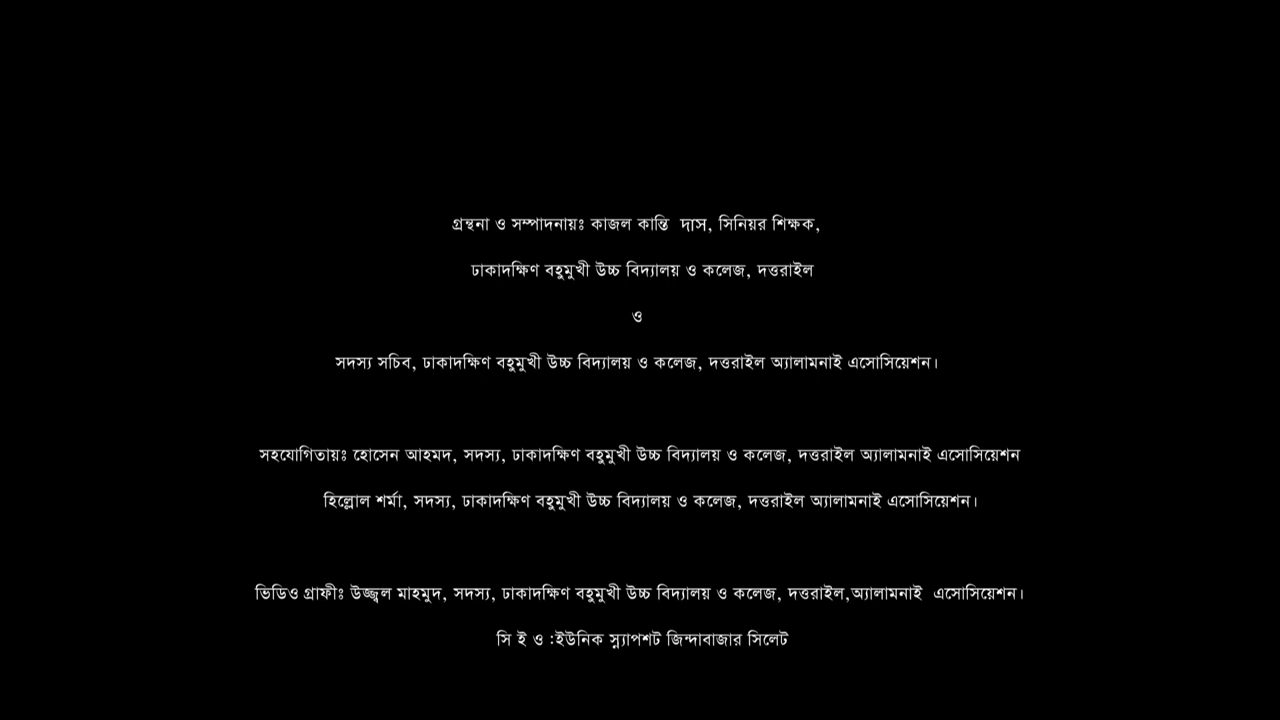 গ্রন্থনা ও সম্পাদনায়ঃ কাজল কান্তি  দাস, সিনিয়র শিক্ষক,
ঢাকাদক্ষিণ বহুমুখী উচ্চ বিদ্যালয় ও কলেজ, দত্তরাইল
ও
সদস্য সচিব, ঢাকাদক্ষিণ বহুমুখী উচ্চ বিদ্যালয় ও কলেজ, দত্তরাইল অ্যালামনাই এসোসিয়েশন।
সহযোগিতায়ঃ হোসেন আহমদ, সদস্য, ঢাকাদক্ষিণ বহুমুখী উচ্চ বিদ্যালয় ও কলেজ, দত্তরাইল অ্যালামনাই এসোসিয়েশন
হিল্লোল শর্মা, সদস্য, ঢাকাদক্ষিণ বহুমুখী উচ্চ বিদ্যালয় ও কলেজ, দত্তরাইল অ্যালামনাই এসোসিয়েশন।
ভিডিও গ্রাফীঃ উজ্জ্বল মাহমুদ, সদস্য, ঢাকাদক্ষিণ বহুমুখী উচ্চ বিদ্যালয় ও কলেজ, দত্তরাইল,অ্যালামনাই  এসোসিয়েশন।
সি ই ও :ইউনিক স্ন্যাপশট জিন্দাবাজার সিলেট